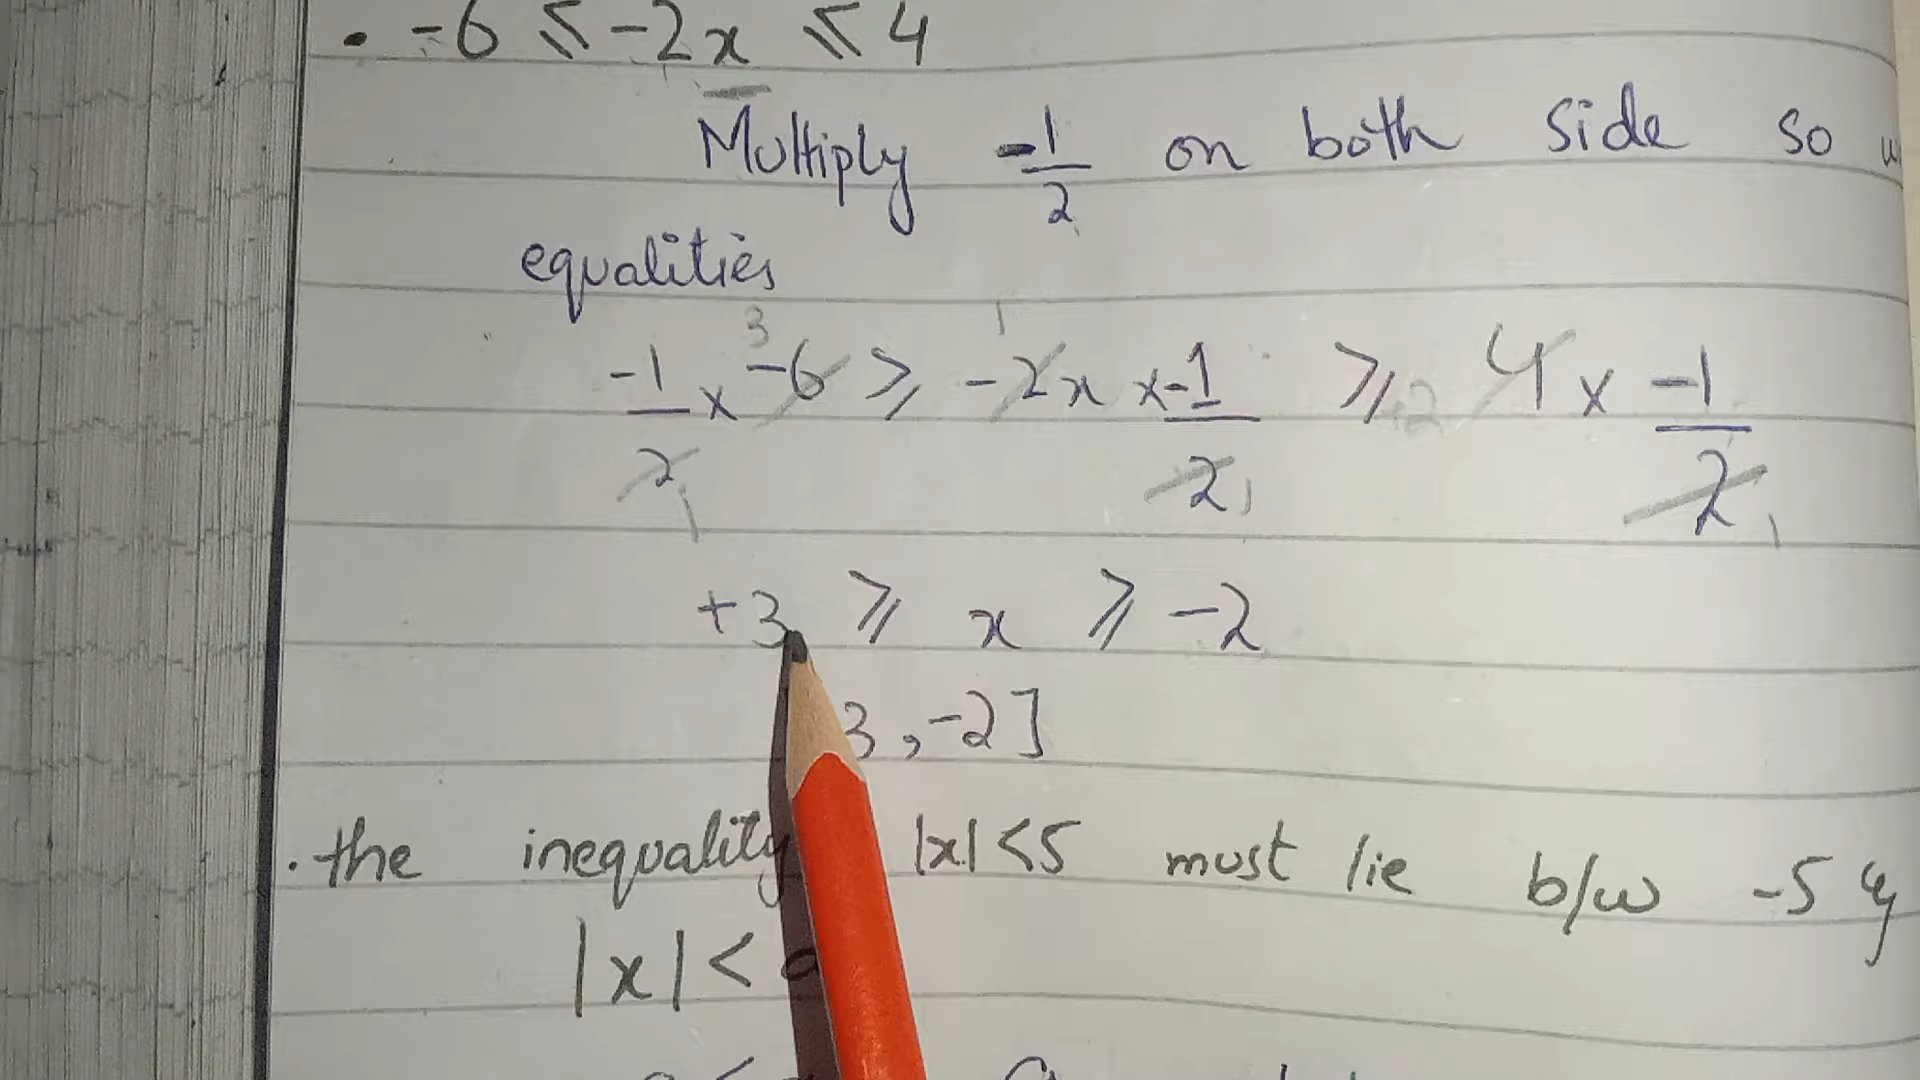 • -6 ≤ -2x ≤ 4
Multiply -1/2 on both side so
equalities
-1/2 × -6 ≥ -2x × -1/2 ≥ 4 × -1/2
+3 ≥ x ≥ -2
3, -2]
. the inequality |x| < 5 must lie b/w -5 &
|x| <